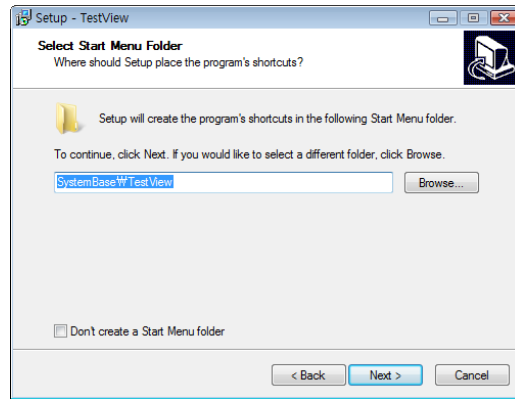 Setup - TestView
Select Start Menu Folder
Where should Setup place the program's shortcuts?
Setup will create the program's shortcuts in the following Start Menu folder.
To continue, click Next. If you would like to select a different folder, click Browse.
SystemBase₩TestView
Browse...
Don't create a Start Menu folder
< Back
Next >
Cancel